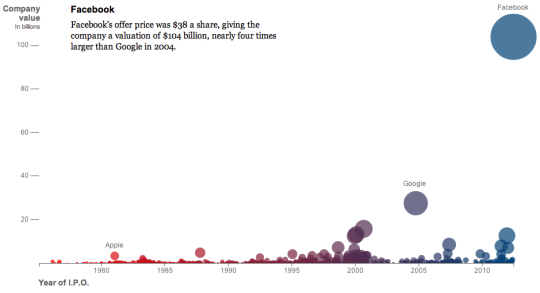 Company
value
In billions
Facebook
Facebook's offer price was $38 a share, giving the
company a valuation of $104 billion, nearly four times
larger than Google in 2004.
Facebook
100
80
60
40
20
Google
Apple
1980
1985
1990
1995
2000
2005
2010
Year of I.P.O.